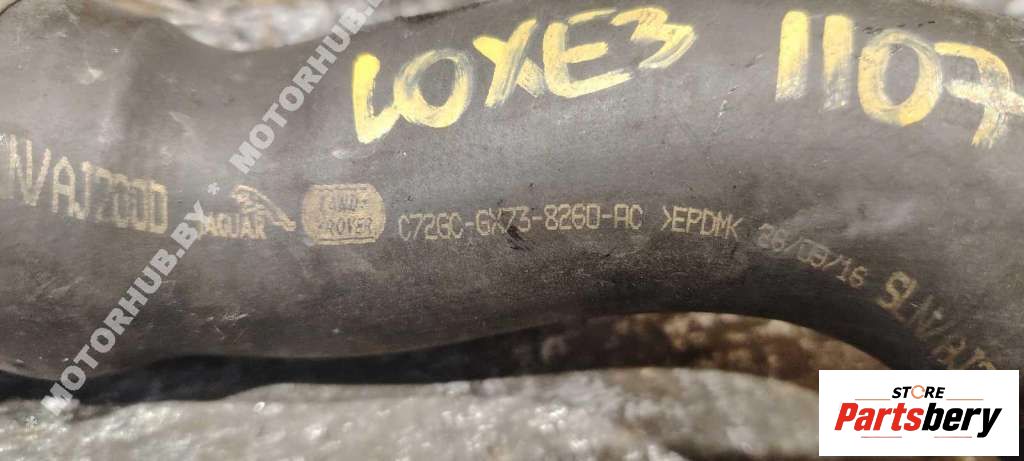 LOXE3 1107
AJ200D
JAGUAR
LAND-
ROVER
C72GC-GX73-8260-AC >EPDM< 26/08/16
MOTORHUB.BY * MOTORHUB.BY *
STORE
Partsbery